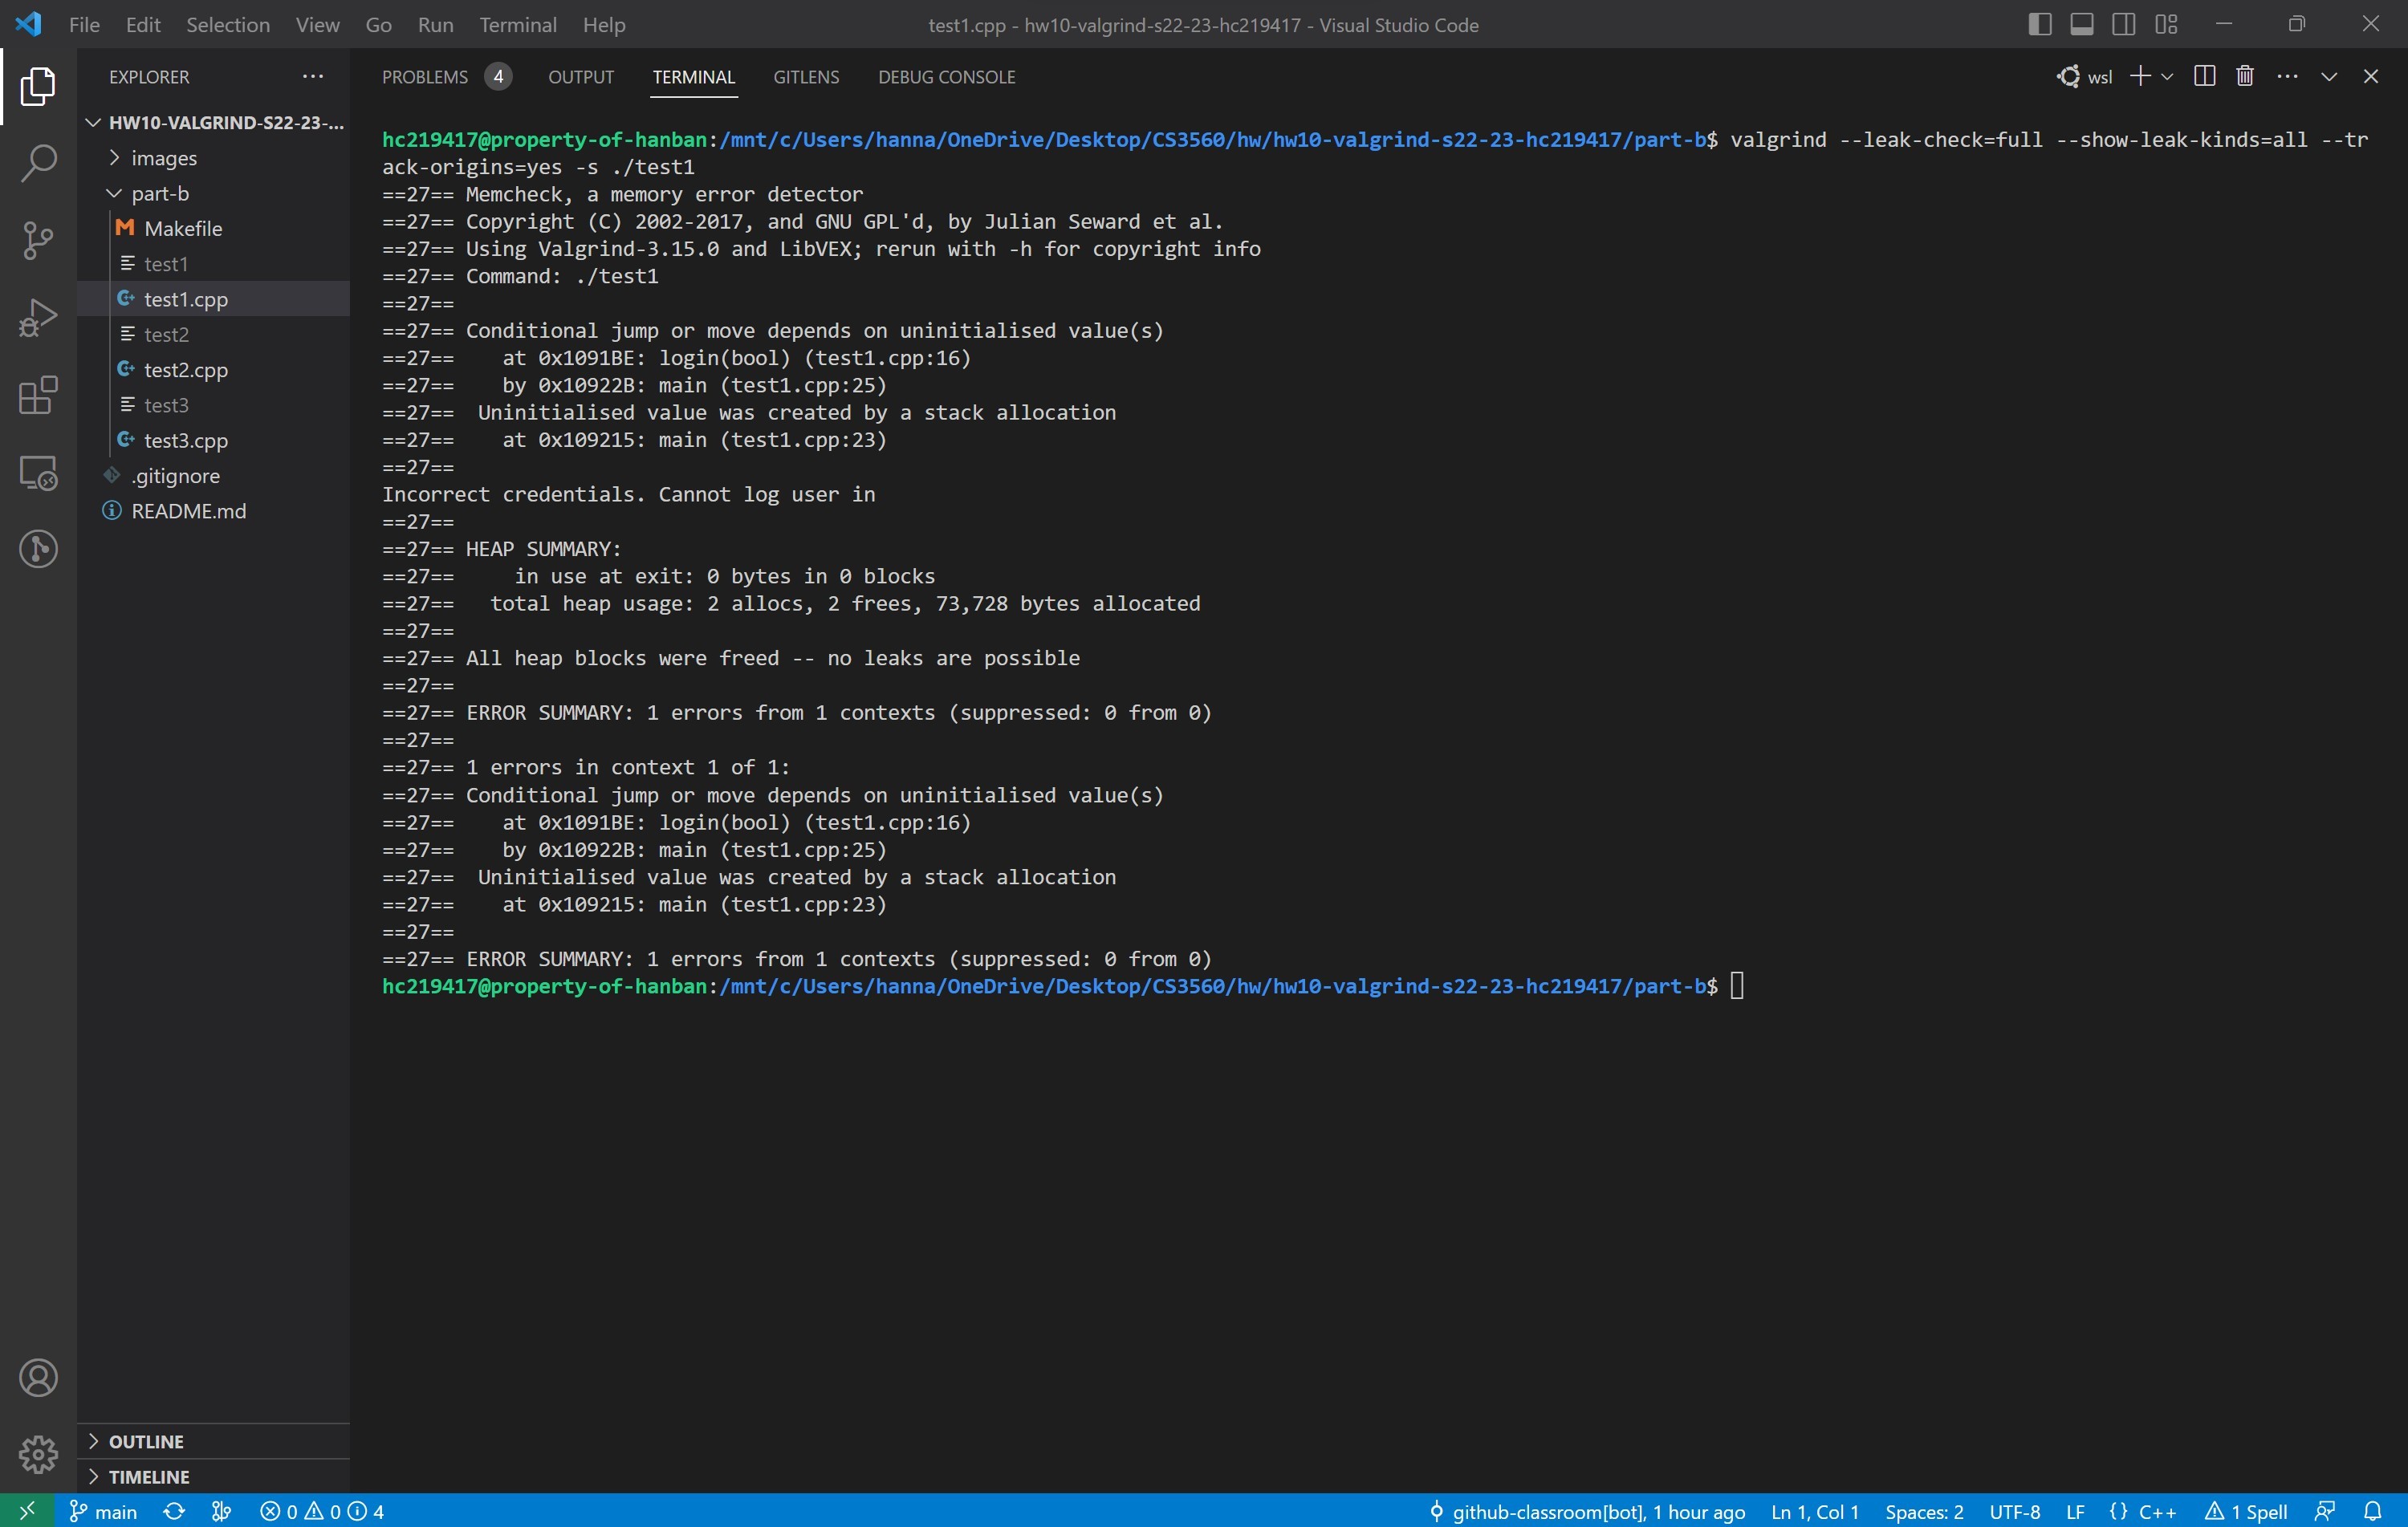 File Edit Selection View Go Run Terminal Help
test1.cpp - hw10-valgrind-s22-23-hc219417 - Visual Studio Code
EXPLORER
PROBLEMS 4 OUTPUT TERMINAL GITLENS DEBUG CONSOLE
wsl
HW10-VALGRIND-S22-23-...
images
part-b
Makefile
test1
test1.cpp
test2
test2.cpp
test3
test3.cpp
.gitignore
README.md
hc219417@property-of-hanban:/mnt/c/Users/hanna/OneDrive/Desktop/CS3560/hw/hw10-valgrind-s22-23-hc219417/part-b$ valgrind --leak-check=full --show-leak-kinds=all --tr
ack-origins=yes -s ./test1
==27== Memcheck, a memory error detector
==27== Copyright (C) 2002-2017, and GNU GPL'd, by Julian Seward et al.
==27== Using Valgrind-3.15.0 and LibVEX; rerun with -h for copyright info
==27== Command: ./test1
==27==
==27== Conditional jump or move depends on uninitialised value(s)
==27==    at 0x1091BE: login(bool) (test1.cpp:16)
==27==    by 0x10922B: main (test1.cpp:25)
==27==  Uninitialised value was created by a stack allocation
==27==    at 0x109215: main (test1.cpp:23)
==27==
Incorrect credentials. Cannot log user in
==27==
==27== HEAP SUMMARY:
==27==     in use at exit: 0 bytes in 0 blocks
==27==   total heap usage: 2 allocs, 2 frees, 73,728 bytes allocated
==27==
==27== All heap blocks were freed -- no leaks are possible
==27==
==27== ERROR SUMMARY: 1 errors from 1 contexts (suppressed: 0 from 0)
==27==
==27== 1 errors in context 1 of 1:
==27== Conditional jump or move depends on uninitialised value(s)
==27==    at 0x1091BE: login(bool) (test1.cpp:16)
==27==    by 0x10922B: main (test1.cpp:25)
==27==  Uninitialised value was created by a stack allocation
==27==    at 0x109215: main (test1.cpp:23)
==27==
==27== ERROR SUMMARY: 1 errors from 1 contexts (suppressed: 0 from 0)
hc219417@property-of-hanban:/mnt/c/Users/hanna/OneDrive/Desktop/CS3560/hw/hw10-valgrind-s22-23-hc219417/part-b$
OUTLINE
TIMELINE
main 0 0 4 github-classroom[bot], 1 hour ago Ln 1, Col 1 Spaces: 2 UTF-8 LF {} C++ 1 Spell